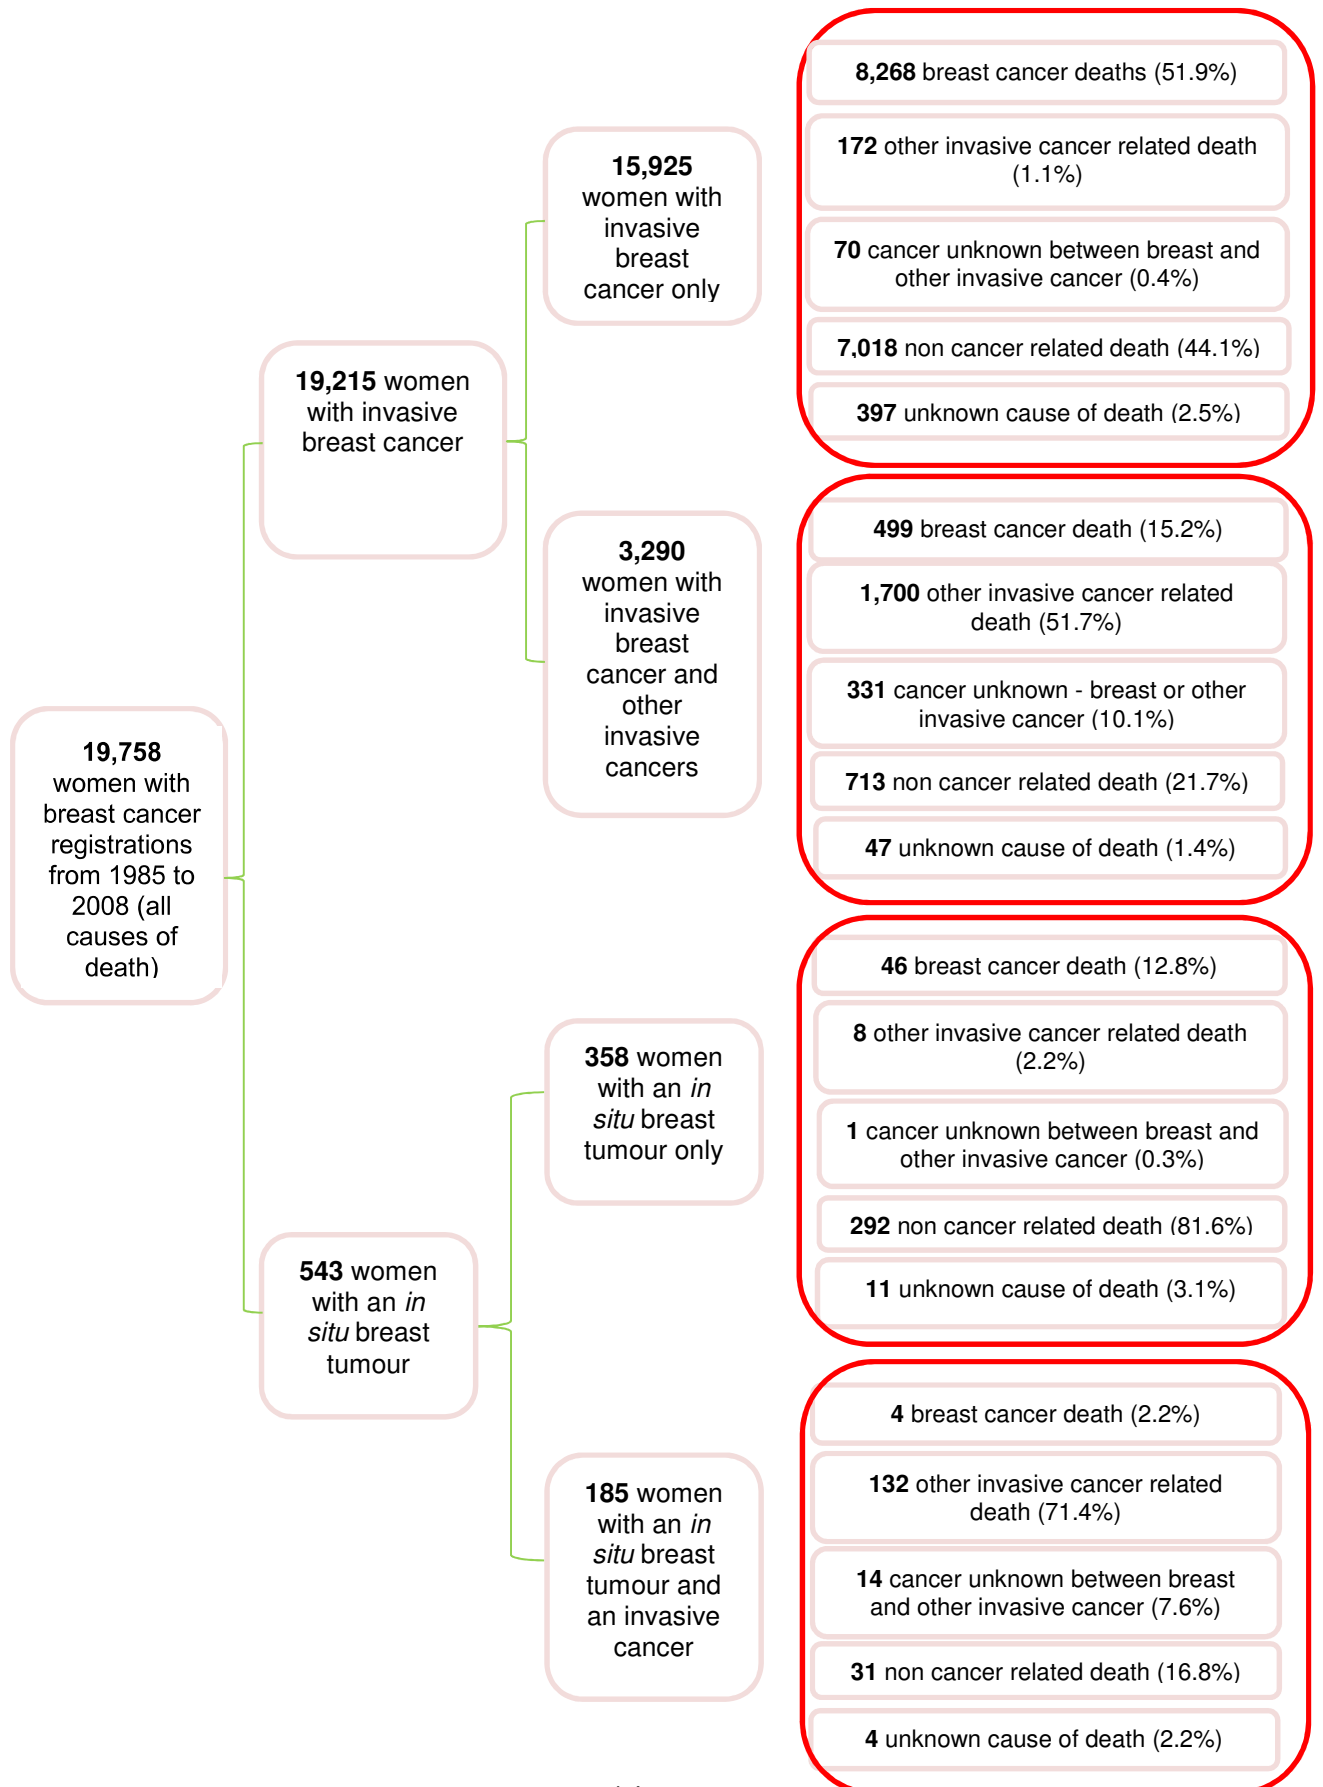 19,758
women with
breast cancer
registrations
from 1985 to
2008 (all
causes of
death)
19,215 women
with invasive
breast cancer
15,925
women with
invasive
breast
cancer only
8,268 breast cancer deaths (51.9%)
172 other invasive cancer related death
(1.1%)
70 cancer unknown between breast and
other invasive cancer (0.4%)
7,018 non cancer related death (44.1%)
397 unknown cause of death (2.5%)
3,290
women with
invasive
breast
cancer and
other
invasive
cancers
499 breast cancer death (15.2%)
1,700 other invasive cancer related
death (51.7%)
331 cancer unknown - breast or other
invasive cancer (10.1%)
713 non cancer related death (21.7%)
47 unknown cause of death (1.4%)
543 women
with an in
situ breast
tumour
358 women
with an in
situ breast
tumour only
46 breast cancer death (12.8%)
8 other invasive cancer related death
(2.2%)
1 cancer unknown between breast and
other invasive cancer (0.3%)
292 non cancer related death (81.6%)
11 unknown cause of death (3.1%)
185 women
with an in
situ breast
tumour and
an invasive
cancer
4 breast cancer death (2.2%)
132 other invasive cancer related
death (71.4%)
14 cancer unknown between breast
and other invasive cancer (7.6%)
31 non cancer related death (16.8%)
4 unknown cause of death (2.2%)